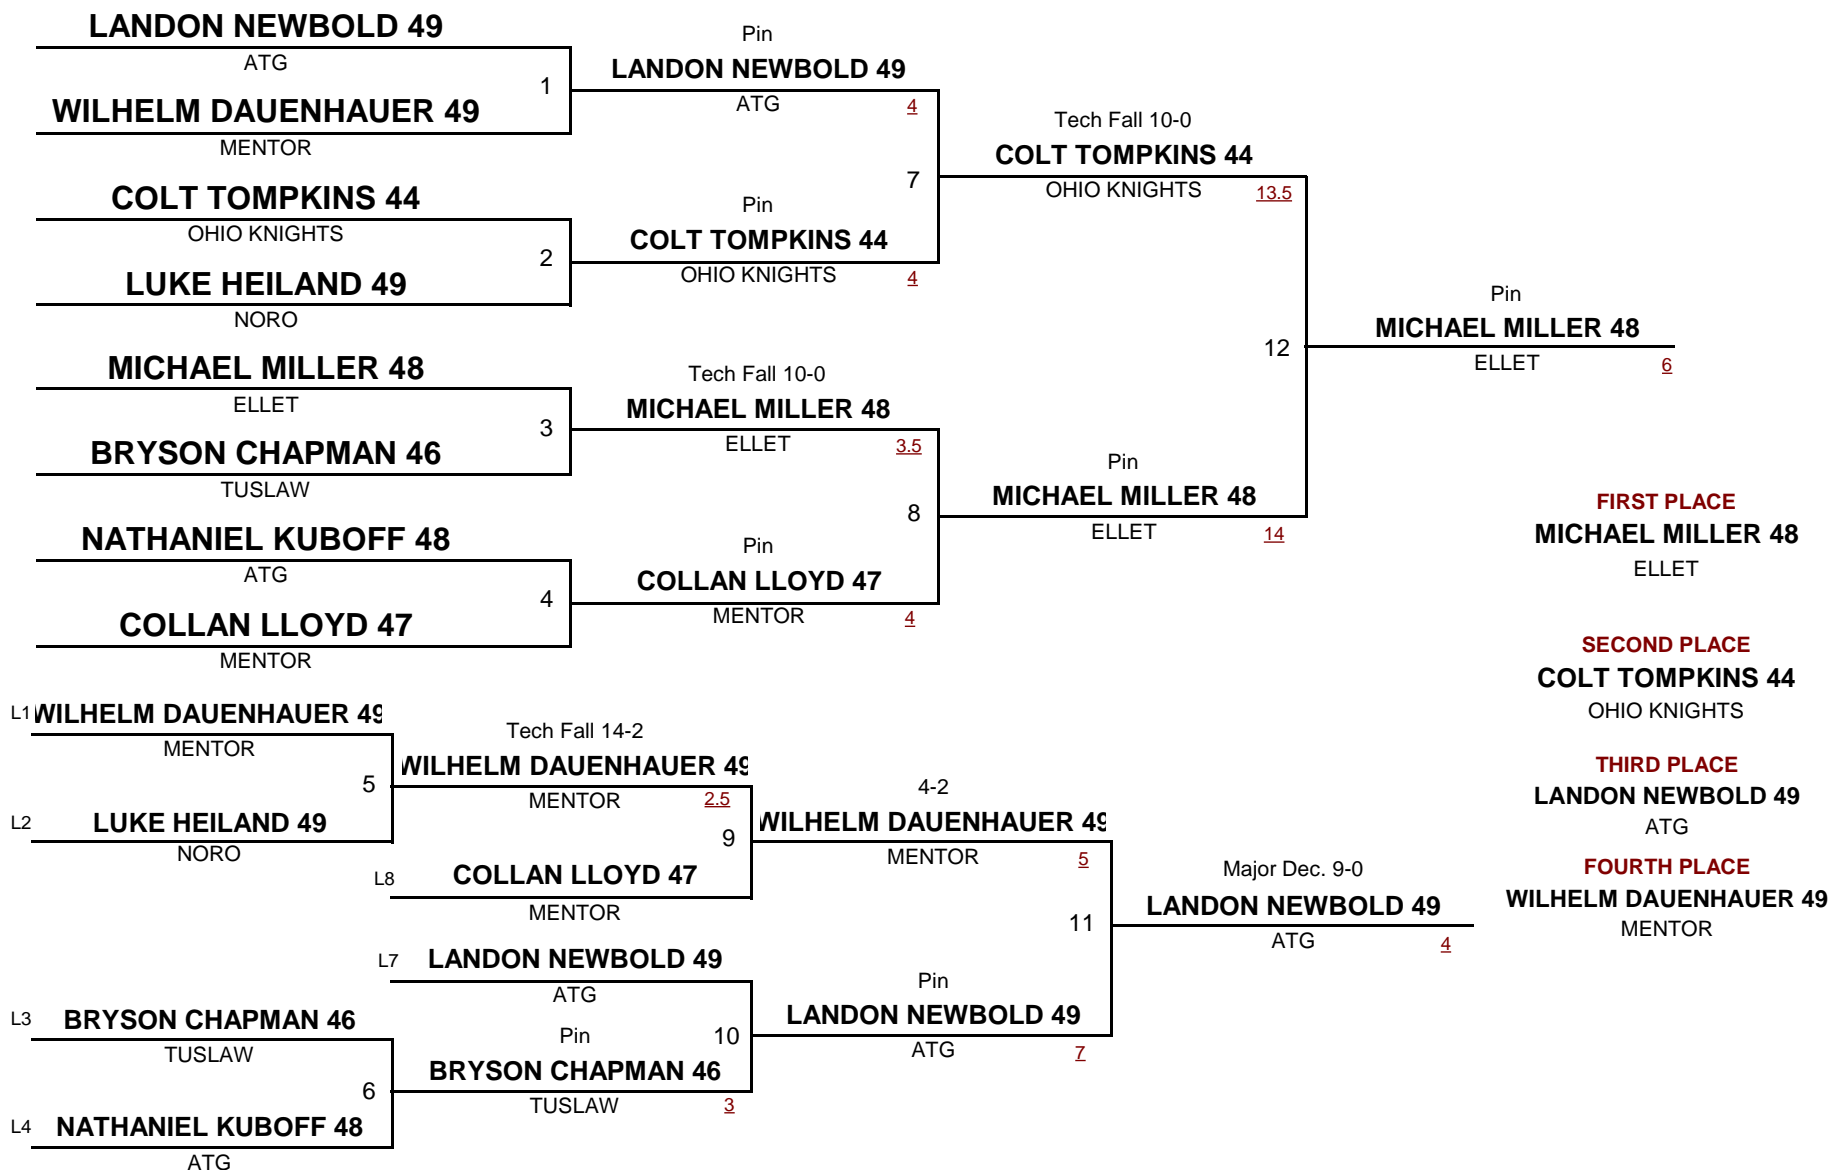 LANDON NEWBOLD 49
ATG
1
WILHELM DAUENHAUER 49
MENTOR
COLT TOMPKINS 44
OHIO KNIGHTS
2
LUKE HEILAND 49
NORO
MICHAEL MILLER 48
ELLET
3
BRYSON CHAPMAN 46
TUSLAW
NATHANIEL KUBOFF 48
ATG
4
COLLAN LLOYD 47
MENTOR
Pin
LANDON NEWBOLD 49
ATG 4
7
Pin
COLT TOMPKINS 44
OHIO KNIGHTS 4
Tech Fall 10-0
MICHAEL MILLER 48
ELLET 3.5
8
Pin
COLLAN LLOYD 47
MENTOR 4
Tech Fall 10-0
COLT TOMPKINS 44
OHIO KNIGHTS 13.5
12
Pin
MICHAEL MILLER 48
ELLET 14
Pin
MICHAEL MILLER 48
ELLET 6
FIRST PLACE
MICHAEL MILLER 48
ELLET
SECOND PLACE
COLT TOMPKINS 44
OHIO KNIGHTS
THIRD PLACE
LANDON NEWBOLD 49
ATG
FOURTH PLACE
WILHELM DAUENHAUER 49
MENTOR
L1 WILHELM DAUENHAUER 49
MENTOR
5
L2 LUKE HEILAND 49
NORO
Tech Fall 14-2
WILHELM DAUENHAUER 49
MENTOR 2.5
9
L8 COLLAN LLOYD 47
MENTOR
L7 LANDON NEWBOLD 49
ATG
10
L3 BRYSON CHAPMAN 46
TUSLAW
6
L4 NATHANIEL KUBOFF 48
ATG
Pin
BRYSON CHAPMAN 46
TUSLAW 3
4-2
WILHELM DAUENHAUER 49
MENTOR 5
11
Pin
LANDON NEWBOLD 49
ATG 7
Major Dec. 9-0
LANDON NEWBOLD 49
ATG 4